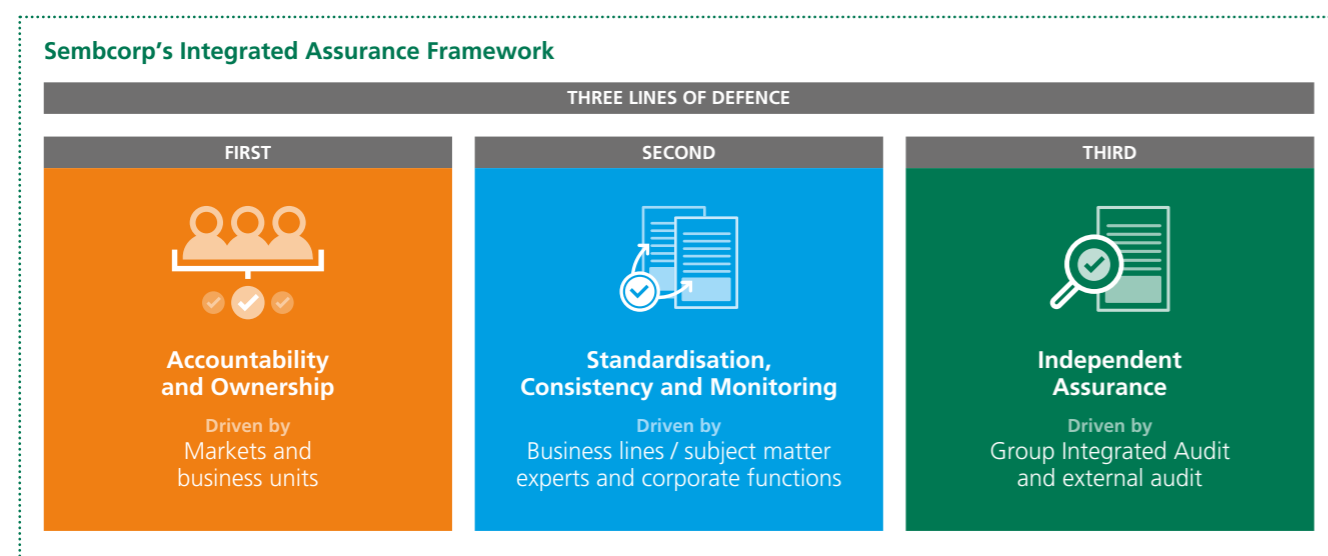 Sembcorp's Integrated Assurance Framework
THREE LINES OF DEFENCE
FIRST
Accountability
and Ownership
Driven by
Markets and
business units
SECOND
Standardisation,
Consistency and Monitoring
Driven by
Business lines / subject matter
experts and corporate functions
THIRD
Independent
Assurance
Driven by
Group Integrated Audit
and external audit